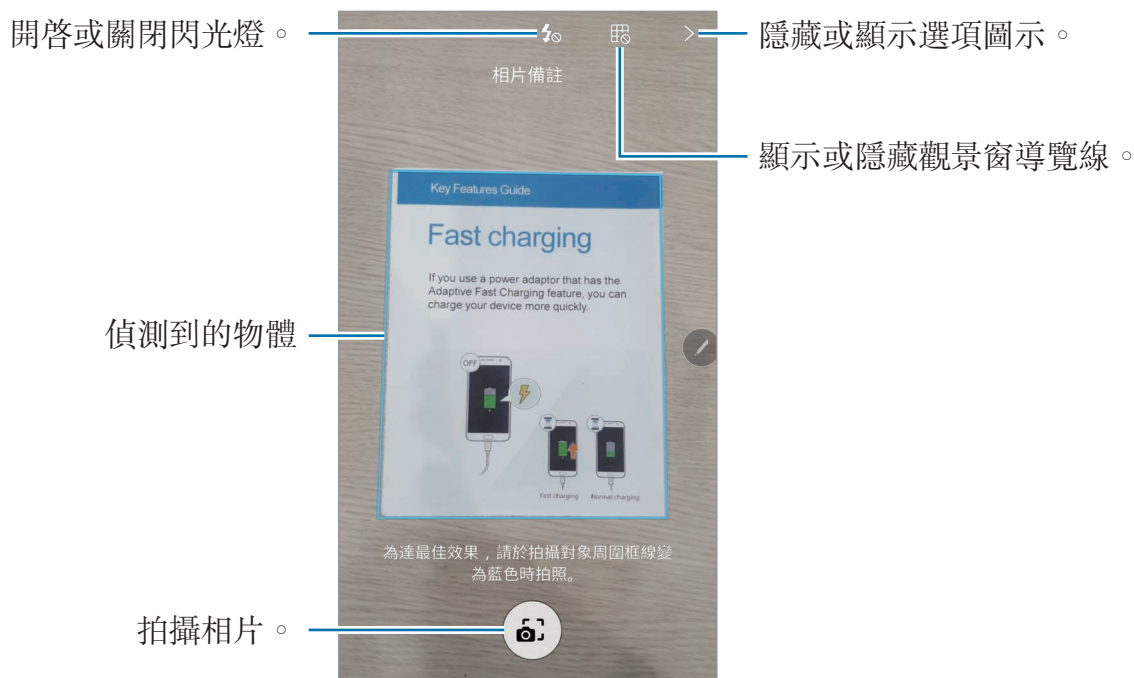 開啓或關閉閃光燈。
隱藏或顯示選項圖示。
相片備註
顯示或隱藏觀景窗導覽線。
Key Features Guide
Fast charging
If you use a power adaptor that has the
Adaptive Fast Charging feature, you can
charge your device more quickly.
偵測到的物體
OFF
Fast charging
Normal charging
為達最佳效果，請於拍攝對象周圍框線變
為藍色時拍照。
拍攝相片。